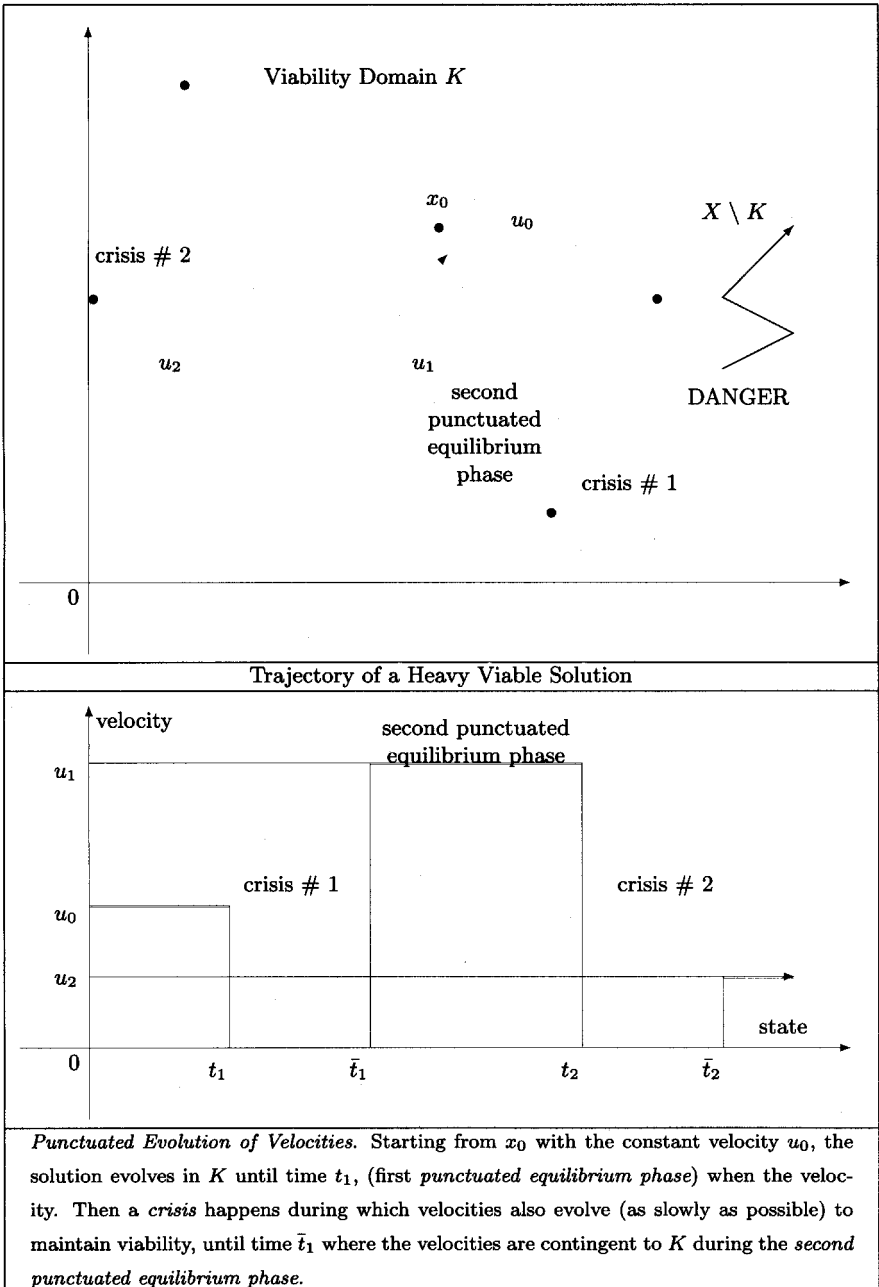 Viability Domain K
x₀
u₀
X \ K
crisis # 2
u₂
u₁
second
punctuated
equilibrium
phase
DANGER
crisis # 1
0
Trajectory of a Heavy Viable Solution
velocity
second punctuated
equilibrium phase
u₁
crisis # 1
crisis # 2
u₀
u₂
state
0
t₁
t̄₁
t₂
t̄₂
Punctuated Evolution of Velocities. Starting from x₀ with the constant velocity u₀, the
solution evolves in K until time t₁, (first punctuated equilibrium phase) when the veloc-
ity. Then a crisis happens during which velocities also evolve (as slowly as possible) to
maintain viability, until time t̄₁ where the velocities are contingent to K during the second
punctuated equilibrium phase.